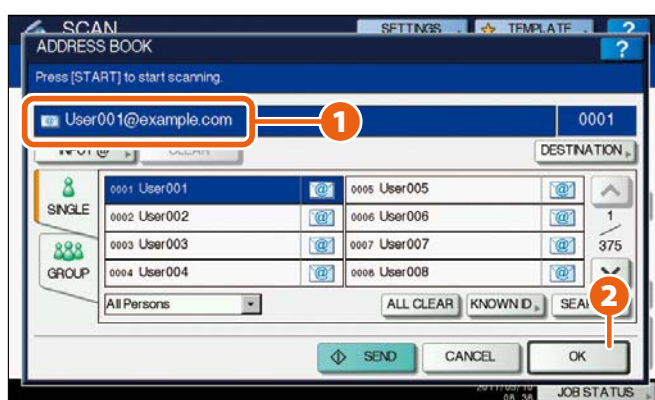 SCAN SETTINGS TEMPLATE ?
ADDRESS BOOK ?
Press [START] to start scanning.
User001@example.com 1 0001
INPUT @ CLEAR DESTINATION
SINGLE
0001 User001 0005 User005
0002 User002 0006 User006
1
0003 User003 0007 User007
375
GROUP
0004 User004 0008 User008
All Persons ALL CLEAR KNOWN ID
2
SEND CANCEL OK
JOB STATUS